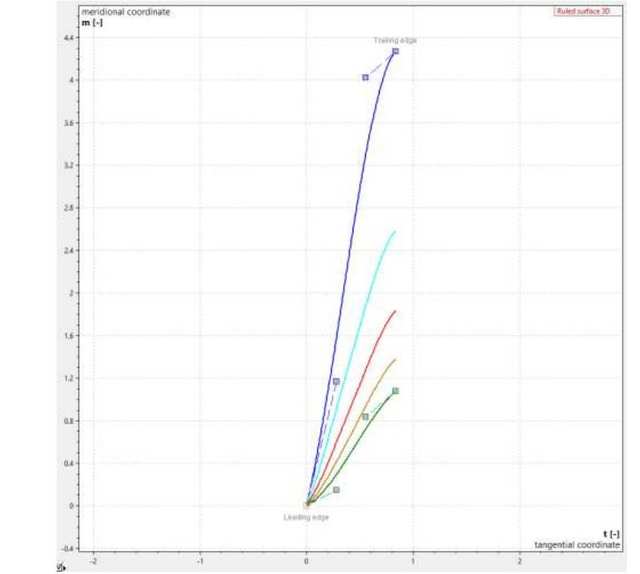 meridional coordinate
m [-]
Ruled surface 3D
Trailing edge
4.4
4
3.6
3.2
2.8
2.4
2
1.6
1.2
0.8
0.4
0
-0.4
Leading edge
t [-]
tangential coordinate
-2
-1
0
1
2